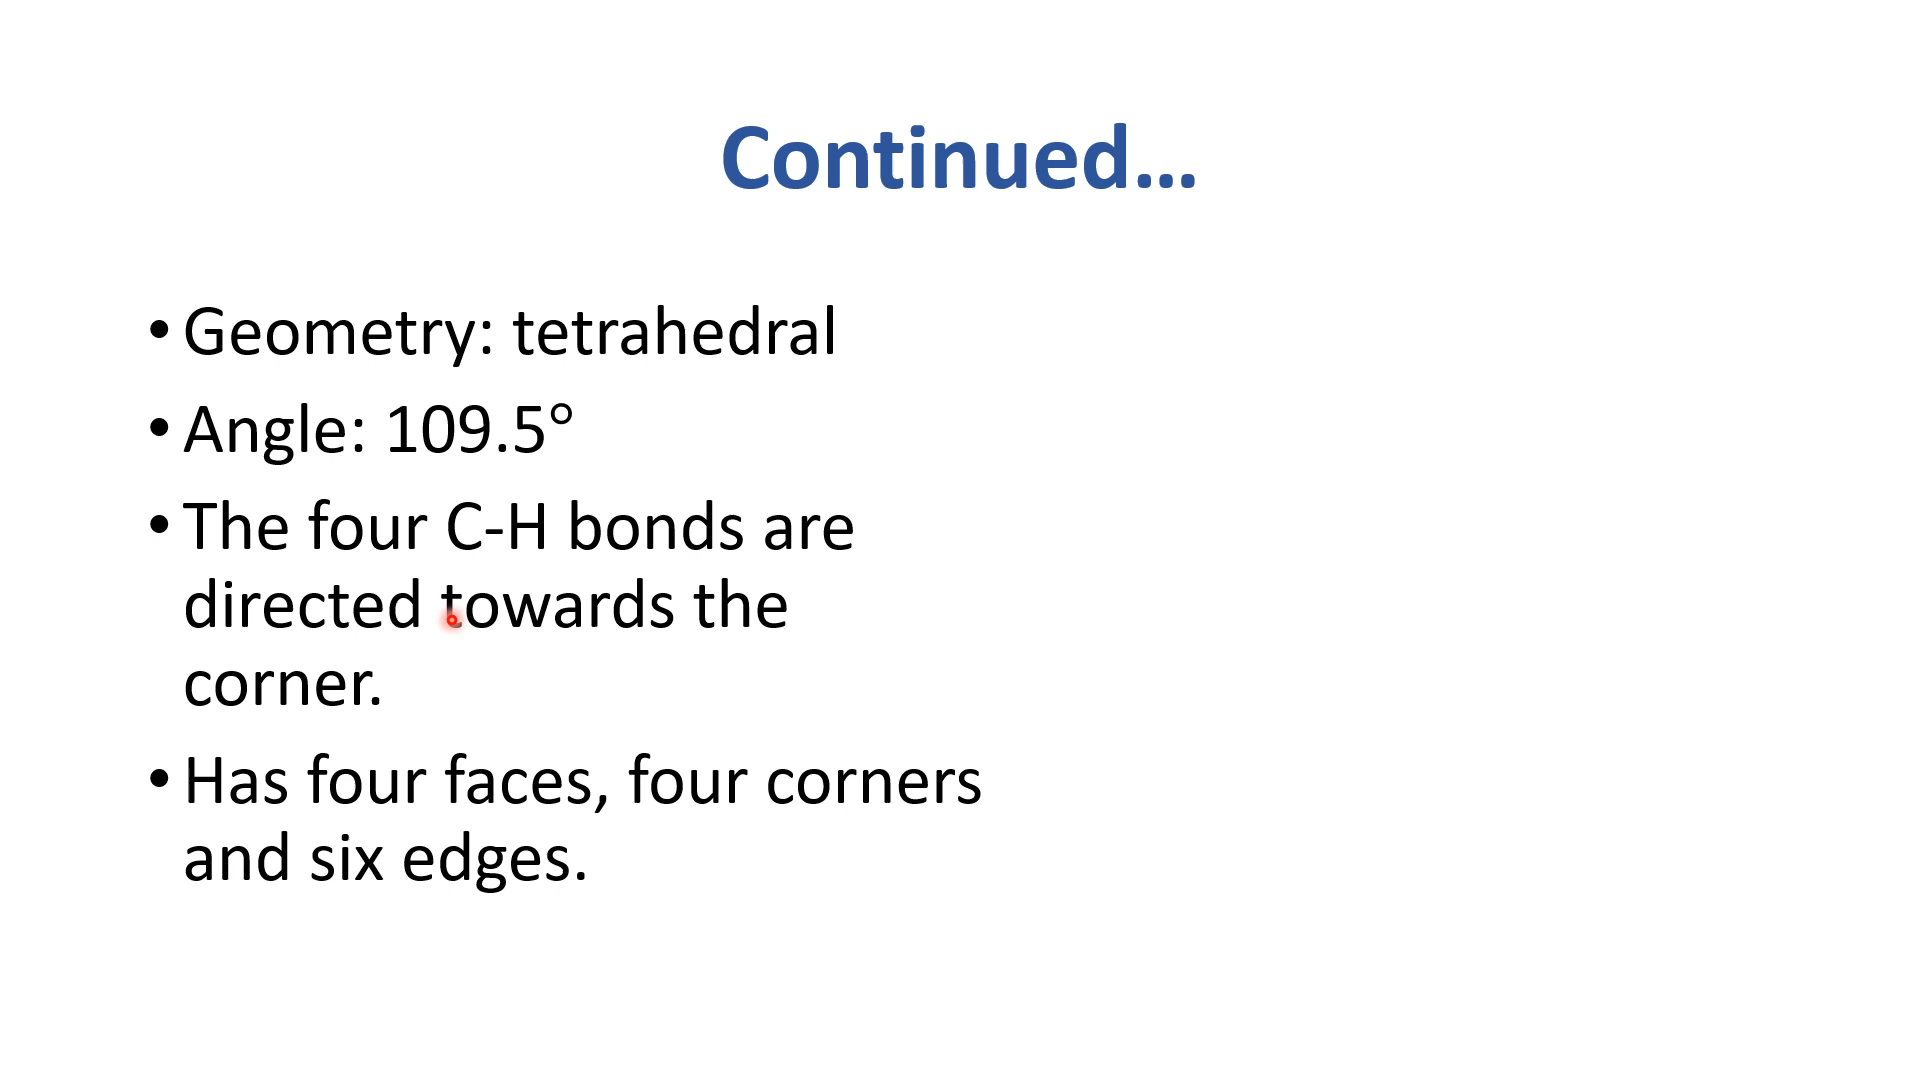 Continued…
• Geometry: tetrahedral
• Angle: 109.5°
• The four C-H bonds are
directed towards the
corner.
• Has four faces, four corners
and six edges.